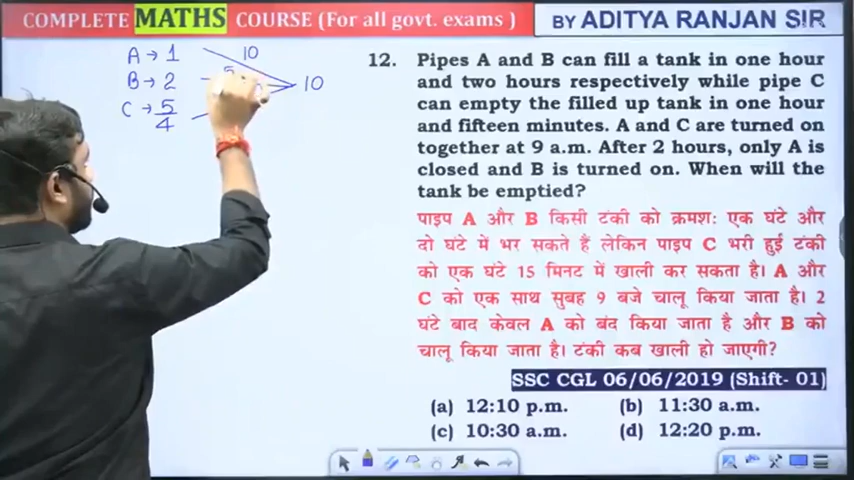 COMPLETE MATHS COURSE (For all govt. exams)
BY ADITYA RANJAN SIR
A → 1
B → 2
C → 5/4
10
5
10
12. Pipes A and B can fill a tank in one hour
and two hours respectively while pipe C
can empty the filled up tank in one hour
and fifteen minutes. A and C are turned on
together at 9 a.m. After 2 hours, only A is
closed and B is turned on. When will the
tank be emptied?
पाइप A और B किसी टंकी को क्रमश: एक घंटे और
दो घंटे में भर सकते हैं लेकिन पाइप C भरी हुई टंकी
को एक घंटे 15 मिनट में खाली कर सकता है। A और
C को एक साथ सुबह 9 बजे चालू किया जाता है। 2
घंटे बाद केवल A को बंद किया जाता है और B को
चालू किया जाता है। टंकी कब खाली हो जाएगी?
SSC CGL 06/06/2019 (Shift- 01)
(a) 12:10 p.m.
(b) 11:30 a.m.
(c) 10:30 a.m.
(d) 12:20 p.m.